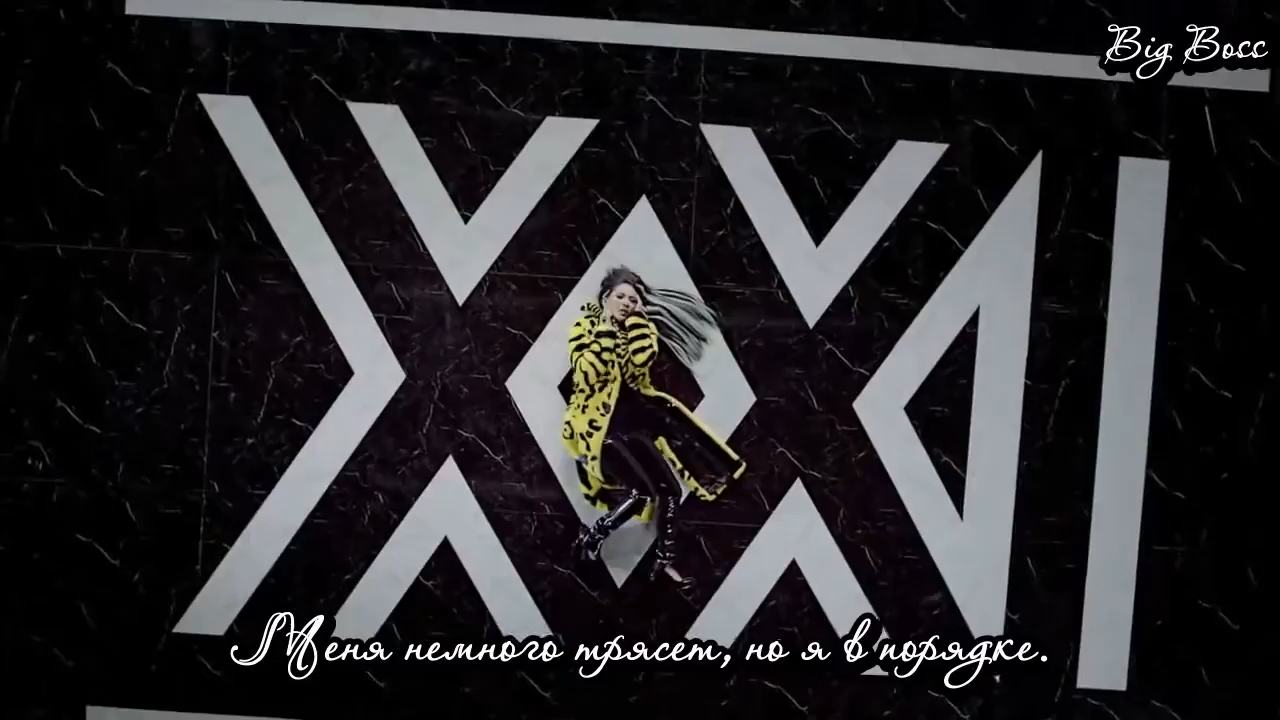 Big Boss
Меня немного трясет, но я в порядке.